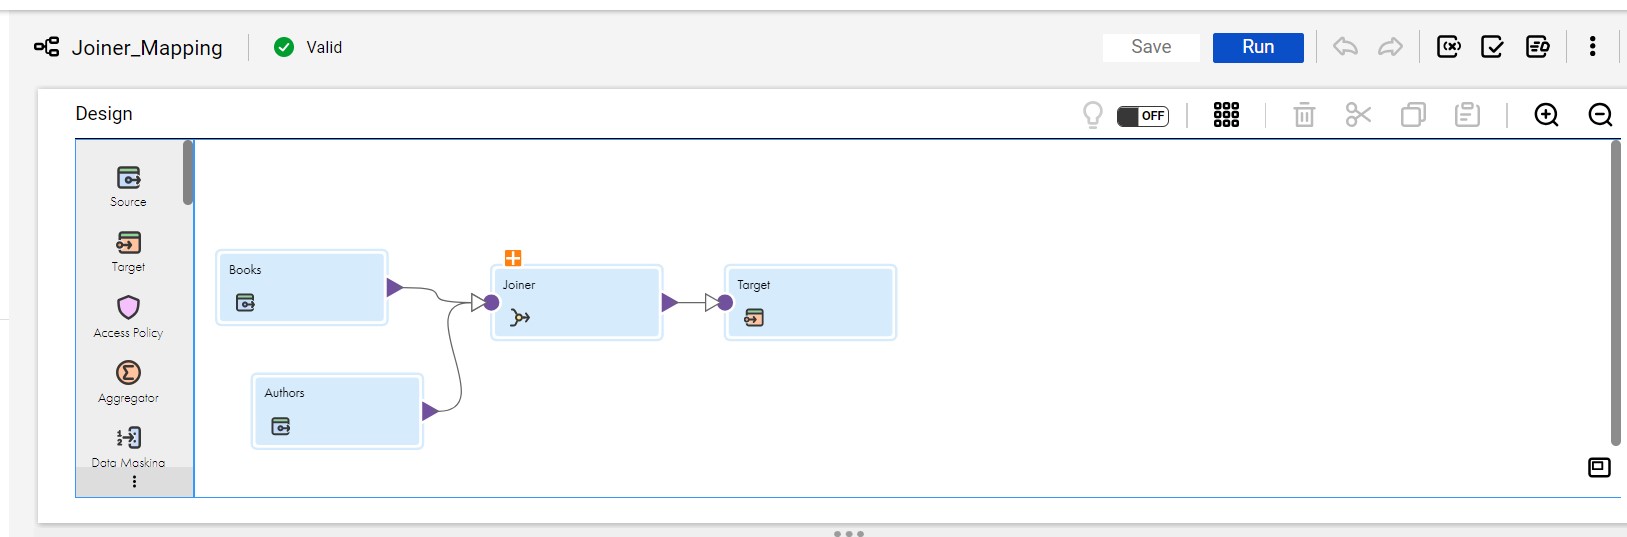 Joiner_Mapping
Valid
Save
Run
Design
OFF
Source
Target
Access Policy
Aggregator
Data Masking
Books
Joiner
Target
Authors